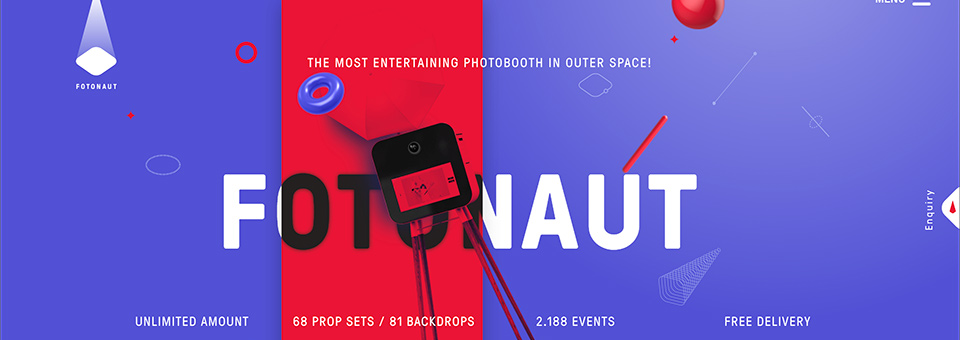 MENU
FOTONAUT
THE MOST ENTERTAINING PHOTOBOOTH IN OUTER SPACE!
FOTONAUT
Enquiry
UNLIMITED AMOUNT
68 PROP SETS / 81 BACKDROPS
2.188 EVENTS
FREE DELIVERY